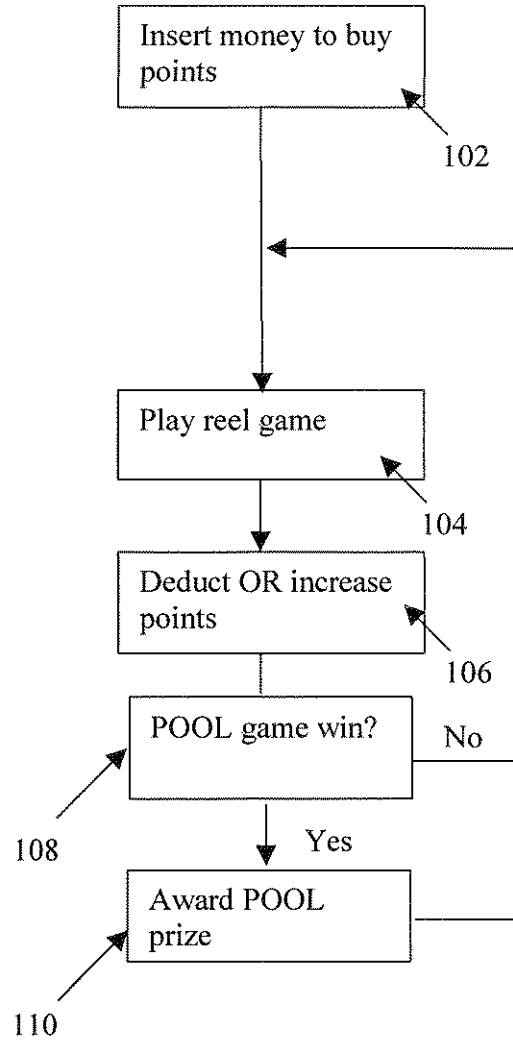 Insert money to buy
points
102
Play reel game
104
Deduct OR increase
points
106
POOL game win?
No
108
Yes
Award POOL
prize
110